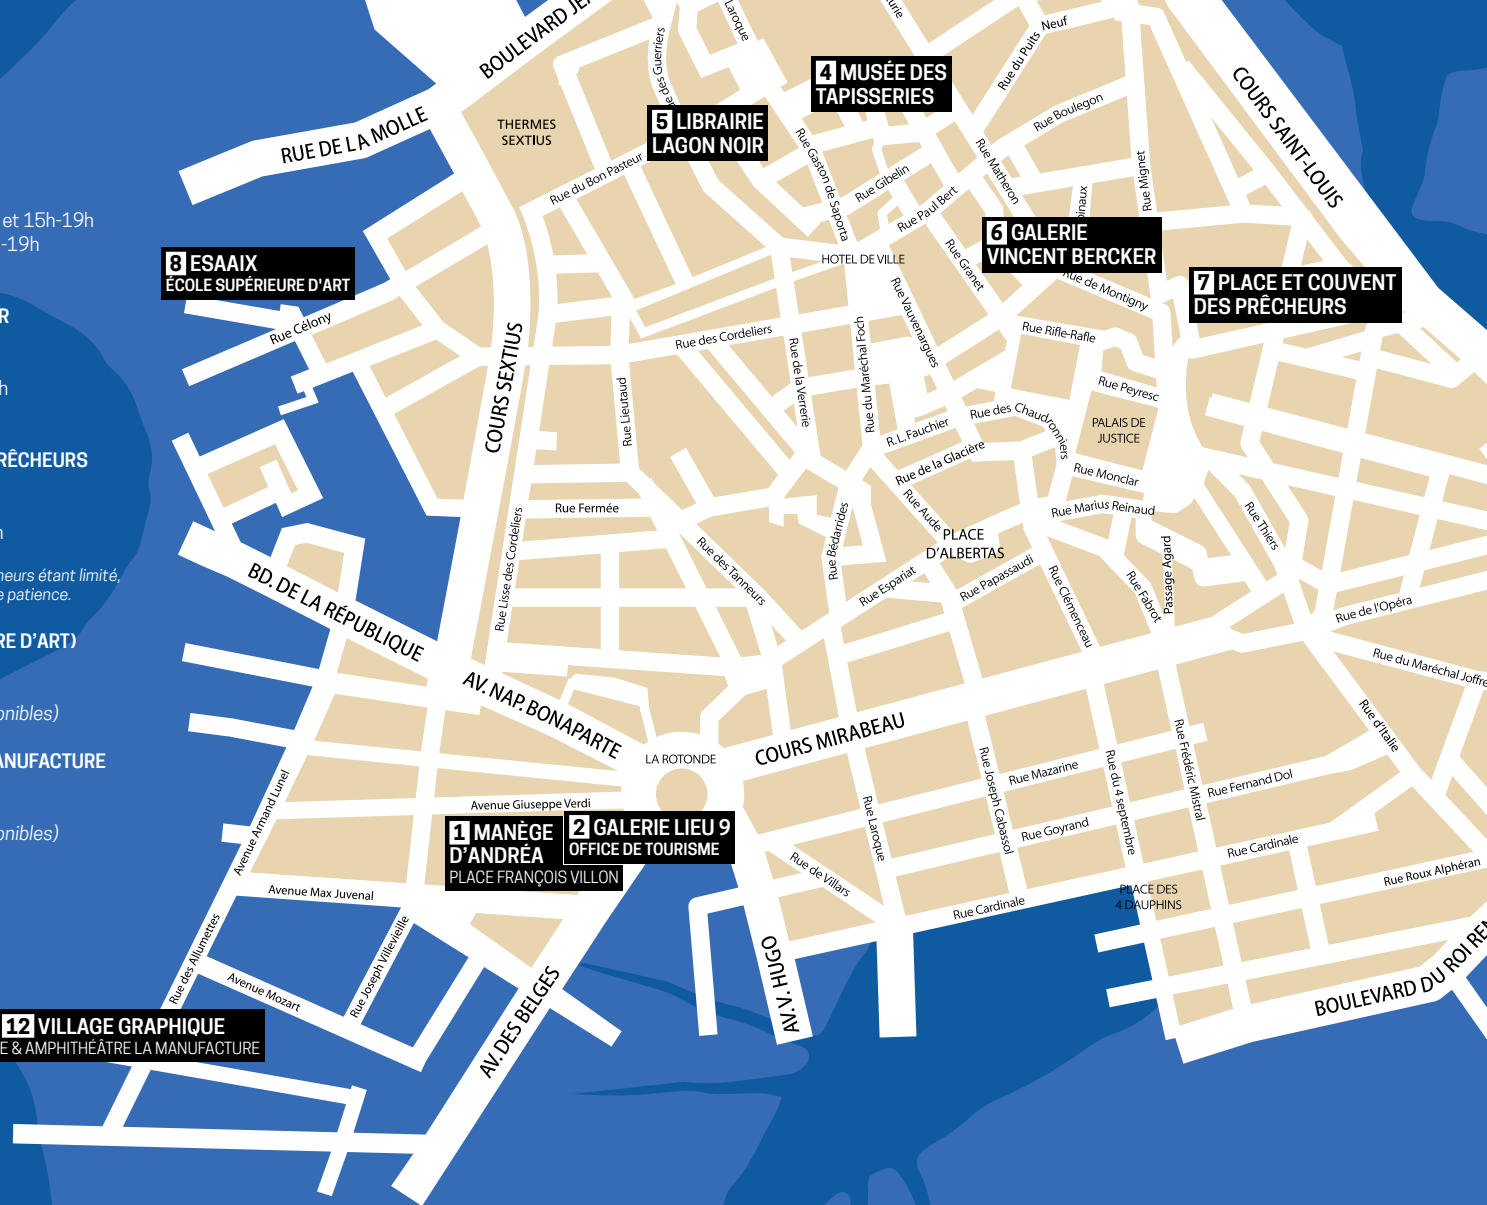 et 15h-19h
-19h
R
h
RÊCHEURS
h
neurs étant limité,
e patience.
RE D'ART)
onibles)
ANUFACTURE
onibles)
BOULEVARD JE
RUE DE LA MOLLE
THERMES
SEXTIUS
Rue du Bon Pasteur
des Guerriers
Laroque
5 LIBRAIRIE
LAGON NOIR
4 MUSÉE DES
TAPISSERIES
Rue du Puits Neuf
Rue Boulegon
COURS SAINT-LOUIS
Rue Gaston de Saporta
Rue Gibelin
Rue Paul Bert
Rue Matheron
Rue Mignet
pinaux
6 GALERIE
VINCENT BERCKER
7 PLACE ET COUVENT
DES PRÊCHEURS
8 ESAAIX
ÉCOLE SUPÉRIEURE D'ART
Rue Célony
COURS SEXTIUS
HOTEL DE VILLE
Rue Granet
Rue Vauvenargues
Rue de Montigny
Rue Rifle-Rafle
Rue Peyresc
PALAIS DE
JUSTICE
Rue Monclar
Rue des Cordeliers
Rue de la Verrerie
Rue du Maréchal Foch
Rue Lieutaud
R.L.Fauchier
Rue des Chaudronniers
Rue de la Glacière
Rue Aude
Rue Marius Reinaud
Rue Thiers
Rue Fermée
Rue Lisse des Cordeliers
Rue des Tanneurs
Rue Bédarrides
PLACE
D'ALBERTAS
Rue Espariat
Rue Papassaudi
Rue Clémenceau
Rue Fabrot
Passage Agard
Rue de l'Opéra
Rue du Maréchal Joffre
Rue d'Italie
BD. DE LA RÉPUBLIQUE
AV. NAP. BONAPARTE
LA ROTONDE
COURS MIRABEAU
Avenue Giuseppe Verdi
1 MANÈGE
D'ANDRÉA
PLACE FRANÇOIS VILLON
2 GALERIE LIEU 9
OFFICE DE TOURISME
Rue Laroque
Rue Joseph Cabassol
Rue Mazarine
Rue Goyrand
Rue du 4 septembre
Rue Frédéric Mistral
Rue Fernand Dol
Rue Cardinale
Rue Roux Alphéran
Rue de Villars
Rue Cardinale
PLACE DES
4 DAUPHINS
BOULEVARD DU ROI REN
Avenue Armand Lunel
Avenue Max Juvenal
Rue des Allumettes
Rue Joseph Villevieille
Avenue Mozart
AV. DES BELGES
AV. V. HUGO
12 VILLAGE GRAPHIQUE
E & AMPHITHÉÂTRE LA MANUFACTURE